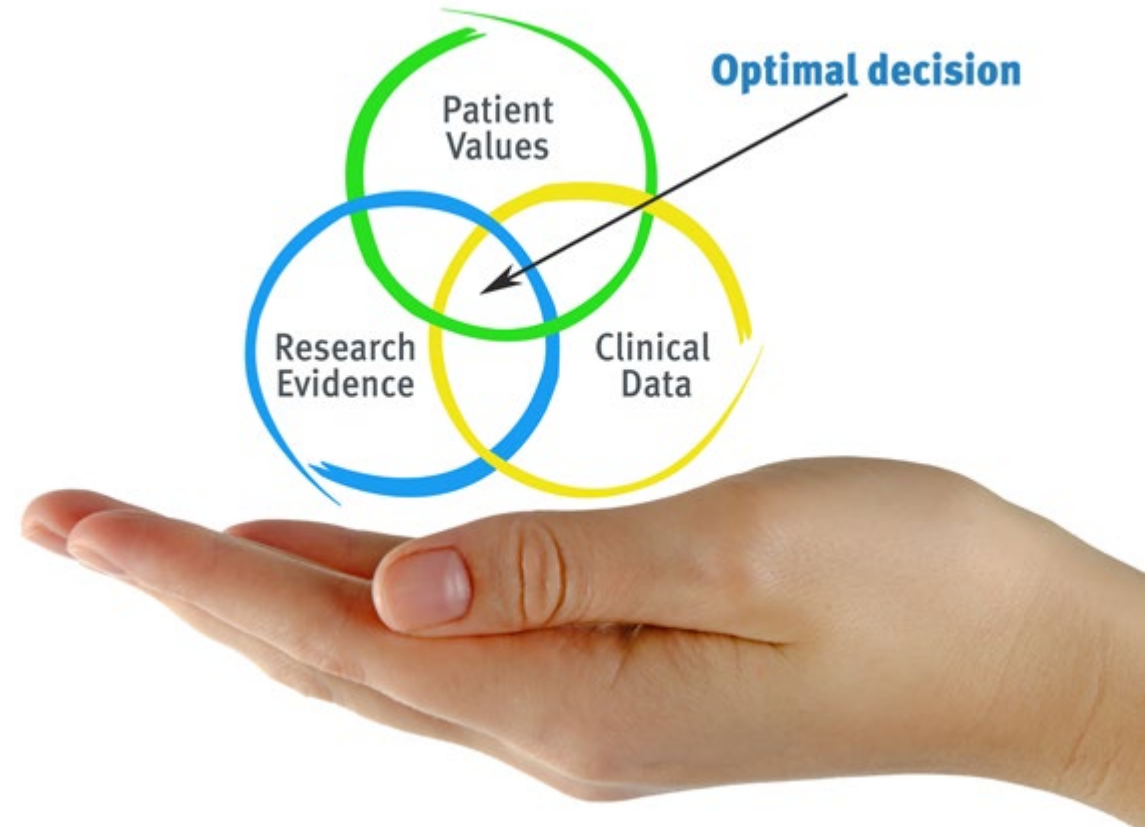 Optimal decision
Patient
Values
Research
Evidence
Clinical
Data